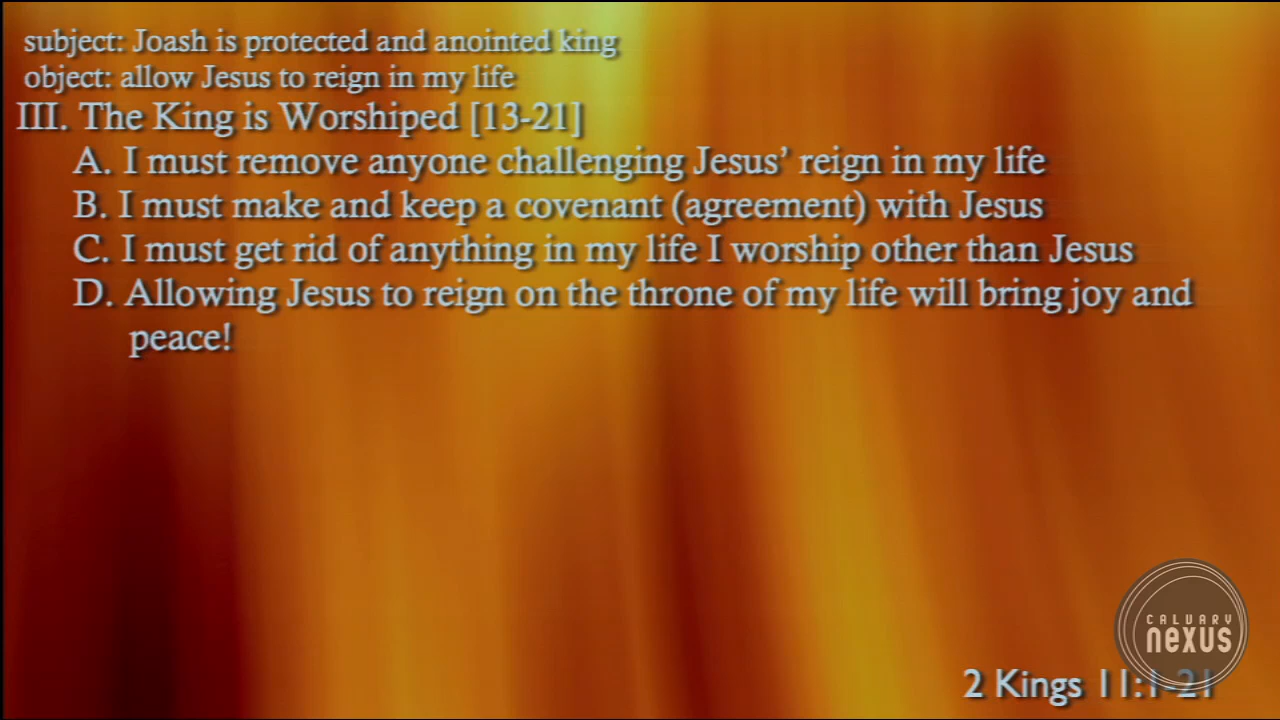 subject: Joash is protected and anointed king
object: allow Jesus to reign in my life
III. The King is Worshiped [13-21]
A. I must remove anyone challenging Jesus’ reign in my life
B. I must make and keep a covenant (agreement) with Jesus
C. I must get rid of anything in my life I worship other than Jesus
D. Allowing Jesus to reign on the throne of my life will bring joy and
peace!
CALVARY
nexus
2 Kings 11:1-21